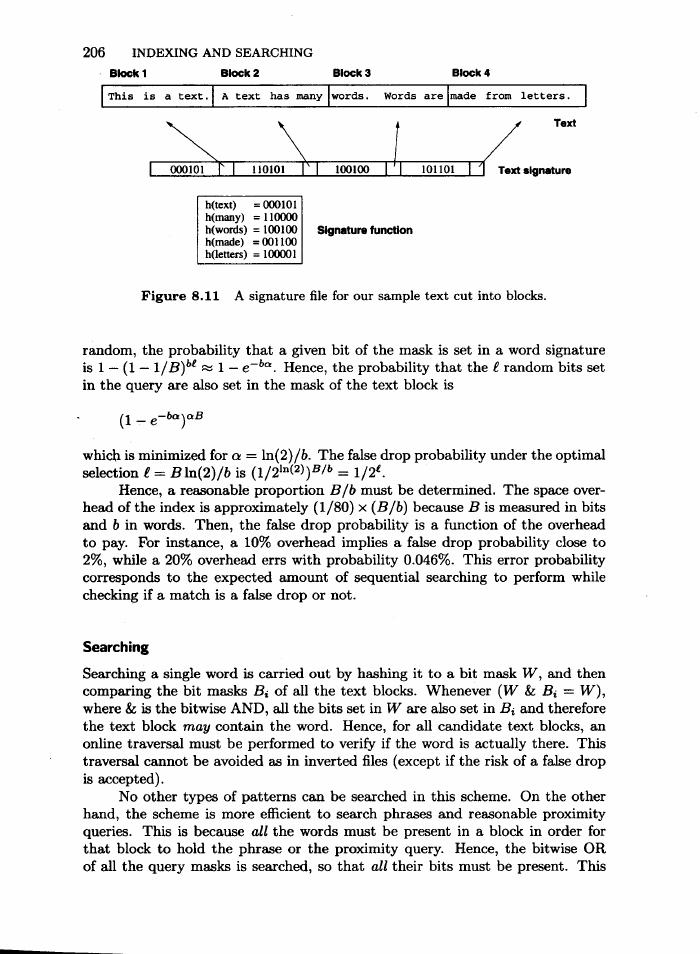 206 INDEXING AND SEARCHING
Block 1 Block 2 Block 3 Block 4
This is a text. A text has many words. Words are made from letters.
Text
000101 110101 100100 101101 Text signature
h(text) = 000101
h(many) = 110000
h(words) = 100100 Signature function
h(made) = 001100
h(letters) = 100001
Figure 8.11 A signature file for our sample text cut into blocks.
random, the probability that a given bit of the mask is set in a word signature
is 1 − (1 − 1/B)^{bℓ} ≈ 1 − e^{−bα}. Hence, the probability that the ℓ random bits set
in the query are also set in the mask of the text block is
(1 − e^{−bα})^{αB}
which is minimized for α = ln(2)/b. The false drop probability under the optimal
selection ℓ = B ln(2)/b is (1/2^{ln(2)})^{B/b} = 1/2^ℓ.
Hence, a reasonable proportion B/b must be determined. The space over-
head of the index is approximately (1/80) × (B/b) because B is measured in bits
and b in words. Then, the false drop probability is a function of the overhead
to pay. For instance, a 10% overhead implies a false drop probability close to
2%, while a 20% overhead errs with probability 0.046%. This error probability
corresponds to the expected amount of sequential searching to perform while
checking if a match is a false drop or not.
Searching
Searching a single word is carried out by hashing it to a bit mask W, and then
comparing the bit masks B_i of all the text blocks. Whenever (W & B_i = W),
where & is the bitwise AND, all the bits set in W are also set in B_i and therefore
the text block may contain the word. Hence, for all candidate text blocks, an
online traversal must be performed to verify if the word is actually there. This
traversal cannot be avoided as in inverted files (except if the risk of a false drop
is accepted).
No other types of patterns can be searched in this scheme. On the other
hand, the scheme is more efficient to search phrases and reasonable proximity
queries. This is because all the words must be present in a block in order for
that block to hold the phrase or the proximity query. Hence, the bitwise OR
of all the query masks is searched, so that all their bits must be present. This